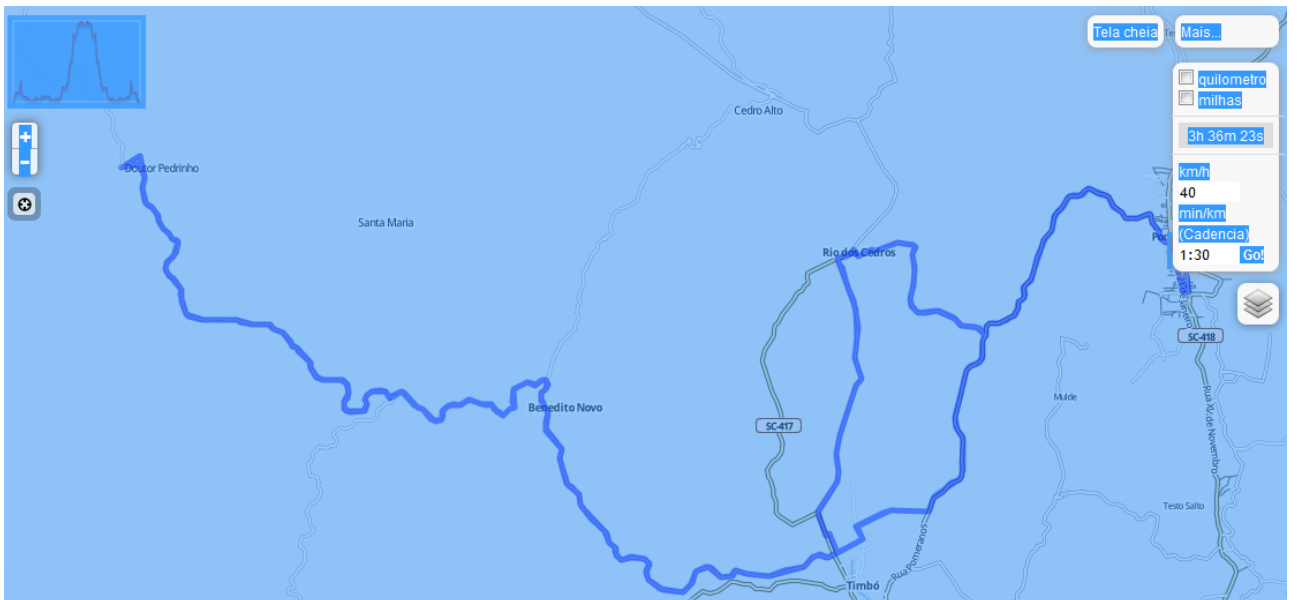 Tela cheia
Mais...
quilometro
milhas
+
−
3h 36m 23s
km/h
40
min/km
(Cadencia)
1:30 Go!
Cedro Alto
Doutor Pedrinho
Santa Maria
Rio dos Cedros
SC-418
Mulde
Rua XV de Novembro
Benedito Novo
SC-417
Testo Salto
Rua Pomeranos
Timbó